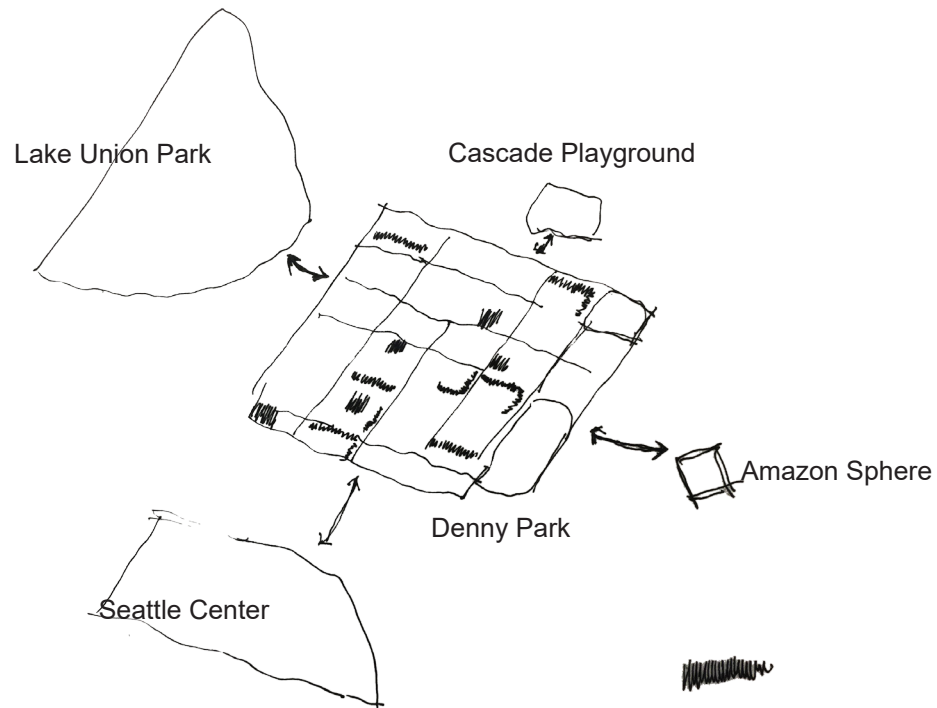 Lake Union Park
Cascade Playground
Amazon Sphere
Denny Park
Seattle Center